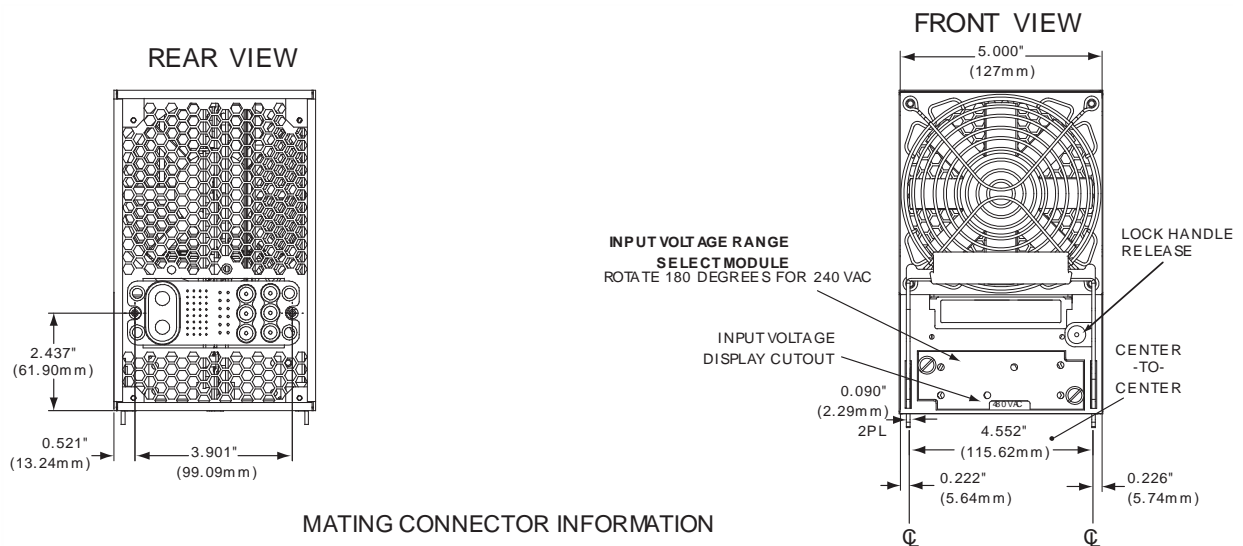 REAR VIEW
2.437"
(61.90mm)
0.521"
(13.24mm)
3.901"
(99.09mm)
FRONT VIEW
5.000"
(127mm)
INPUT VOLTAGE RANGE
SELECT MODULE
ROTATE 180 DEGREES FOR 240 VAC
INPUT VOLTAGE
DISPLAY CUTOUT
LOCK HANDLE
RELEASE
CENTER
-TO-
CENTER
480 VAC
0.090"
(2.29mm)
2PL
4.552"
(115.62mm)
0.222"
(5.64mm)
0.226"
(5.74mm)
℄ ℄
MATING CONNECTOR INFORMATION